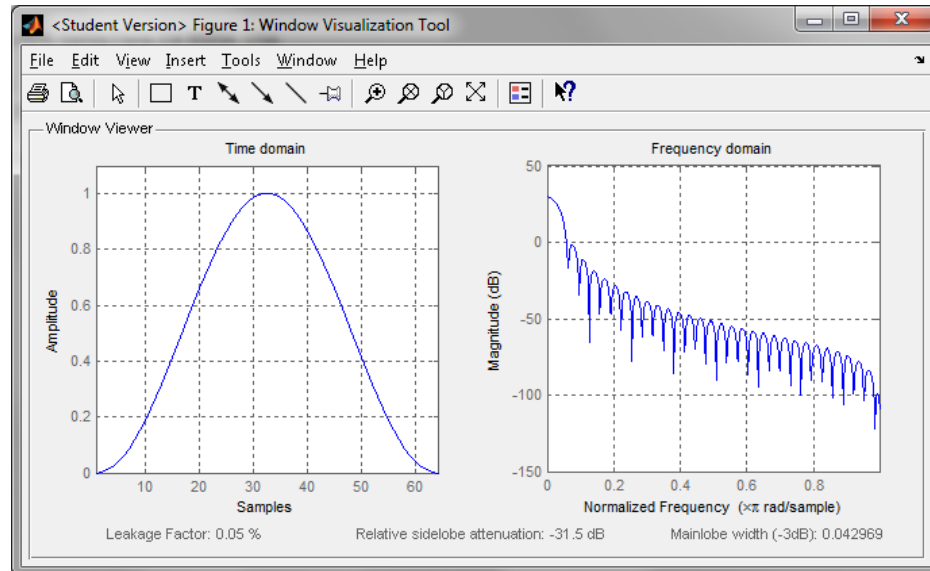 <Student Version> Figure 1: Window Visualization Tool
File Edit View Insert Tools Window Help
T
Window Viewer
Time domain
1
0.8
0.6
0.4
0.2
0
Amplitude
10 20 30 40 50 60
Samples
Frequency domain
50
0
-50
-100
-150
Magnitude (dB)
0 0.2 0.4 0.6 0.8
Normalized Frequency (×π rad/sample)
Leakage Factor: 0.05 %
Relative sidelobe attenuation: -31.5 dB
Mainlobe width (-3dB): 0.042969